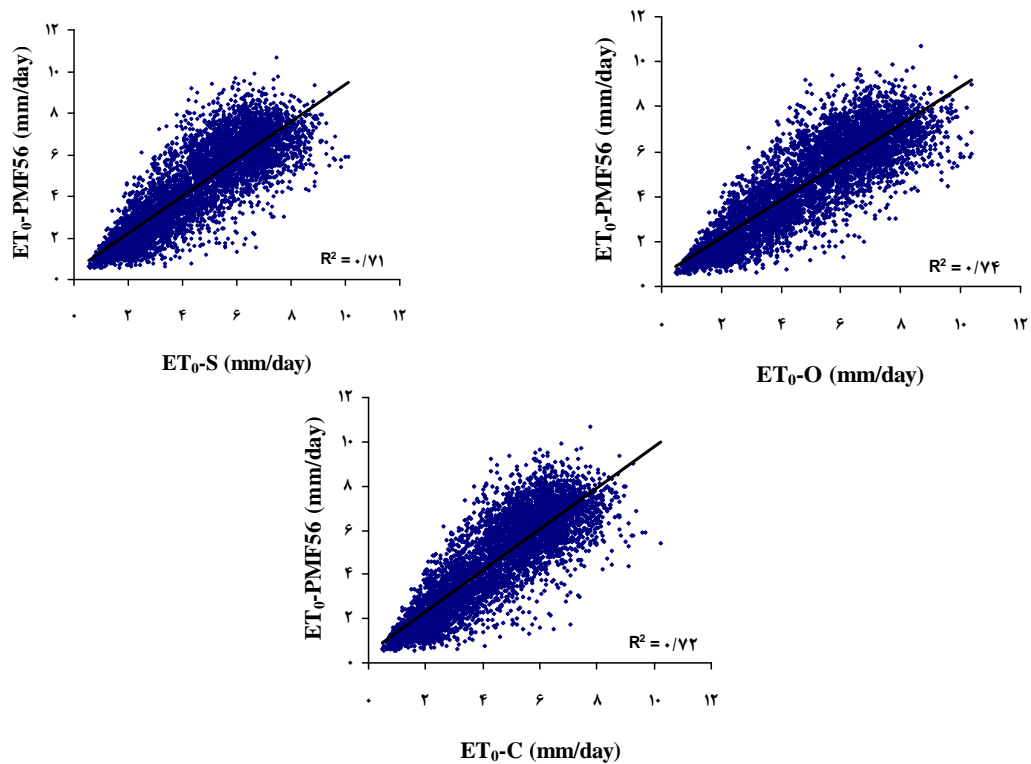 ET₀-PMF56 (mm/day)
۱۲
۱۰
۸
۶
۴
۲
۰
R² = ۰/۷۱
۰ ۲ ۴ ۶ ۸ ۱۰ ۱۲
ET₀-S (mm/day)
ET₀-PMF56 (mm/day)
۱۲
۱۰
۸
۶
۴
۲
۰
R² = ۰/۷۴
۰ ۲ ۴ ۶ ۸ ۱۰ ۱۲
ET₀-O (mm/day)
ET₀-PMF56 (mm/day)
۱۲
۱۰
۸
۶
۴
۲
۰
R² = ۰/۷۲
۰ ۲ ۴ ۶ ۸ ۱۰ ۱۲
ET₀-C (mm/day)